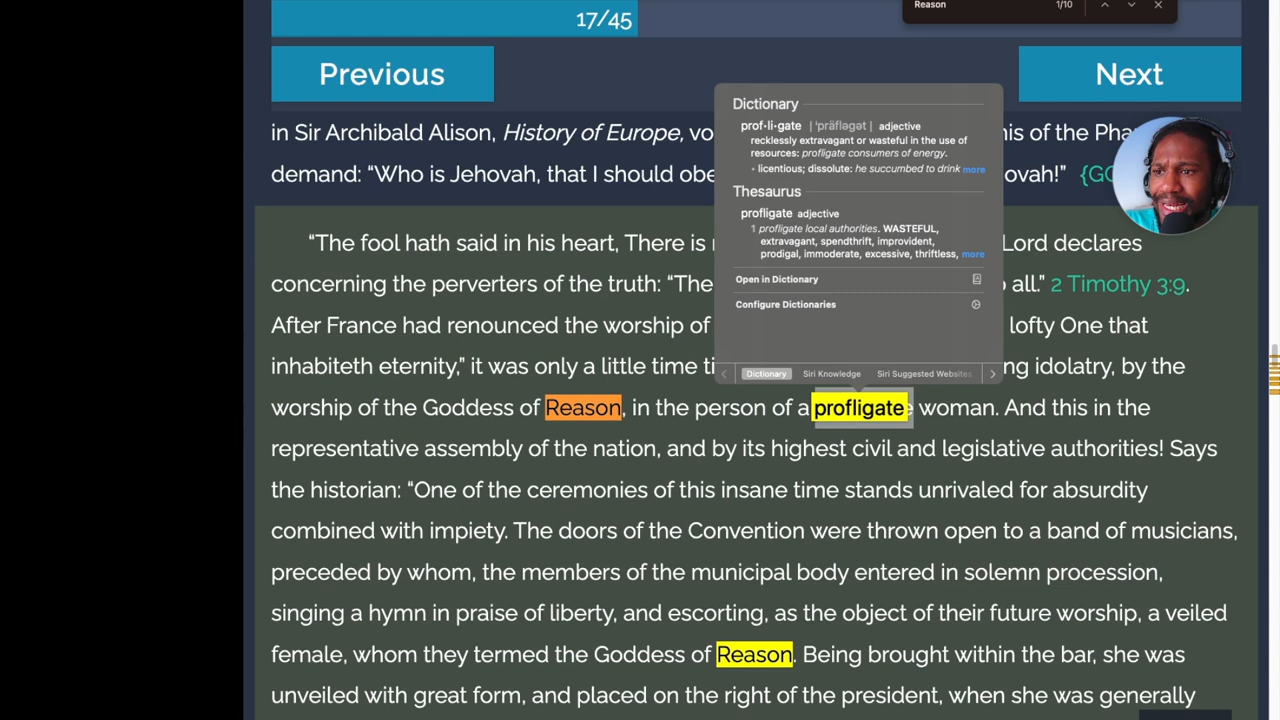 Reason 1/10
17/45
Previous Next
in Sir Archibald Alison, History of Europe, vo
demand: “Who is Jehovah, that I should obe
Dictionary
prof·li·gate | ˈpräfləgət | adjective
recklessly extravagant or wasteful in the use of
resources: profligate consumers of energy.
• licentious; dissolute: he succumbed to drink more
Thesaurus
profligate adjective
1 profligate local authorities. WASTEFUL,
extravagant, spendthrift, improvident,
prodigal, immoderate, excessive, thriftless, more
Open in Dictionary
Configure Dictionaries
Dictionary Siri Knowledge Siri Suggested Websites
his of the Pha
ovah!” {GC
“The fool hath said in his heart, There is Lord declares
concerning the perverters of the truth: “The all.” 2 Timothy 3:9.
After France had renounced the worship of lofty One that
inhabiteth eternity,” it was only a little time ng idolatry, by the
worship of the Goddess of Reason, in the person of a profligate woman. And this in the
representative assembly of the nation, and by its highest civil and legislative authorities! Says
the historian: “One of the ceremonies of this insane time stands unrivaled for absurdity
combined with impiety. The doors of the Convention were thrown open to a band of musicians,
preceded by whom, the members of the municipal body entered in solemn procession,
singing a hymn in praise of liberty, and escorting, as the object of their future worship, a veiled
female, whom they termed the Goddess of Reason. Being brought within the bar, she was
unveiled with great form, and placed on the right of the president, when she was generally